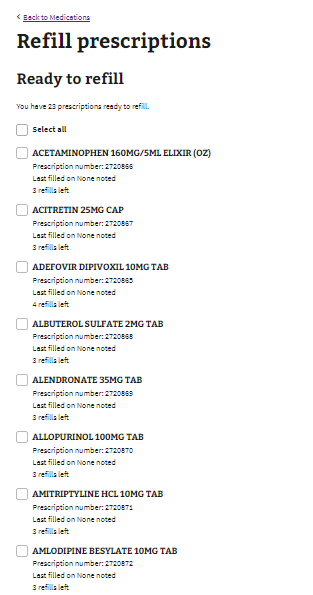 Back to Medications
Refill prescriptions
Ready to refill
You have 23 prescriptions ready to refill.
Select all
ACETAMINOPHEN 160MG/5ML ELIXIR (OZ)
Prescription number: 2720866
Last filled on None noted
3 refills left
ACITRETIN 25MG CAP
Prescription number: 2720867
Last filled on None noted
3 refills left
ADEFOVIR DIPIVOXIL 10MG TAB
Prescription number: 2720865
Last filled on None noted
4 refills left
ALBUTEROL SULFATE 2MG TAB
Prescription number: 2720868
Last filled on None noted
3 refills left
ALENDRONATE 35MG TAB
Prescription number: 2720869
Last filled on None noted
3 refills left
ALLOPURINOL 100MG TAB
Prescription number: 2720870
Last filled on None noted
3 refills left
AMITRIPTYLINE HCL 10MG TAB
Prescription number: 2720871
Last filled on None noted
3 refills left
AMLODIPINE BESYLATE 10MG TAB
Prescription number: 2720872
Last filled on None noted
3 refills left